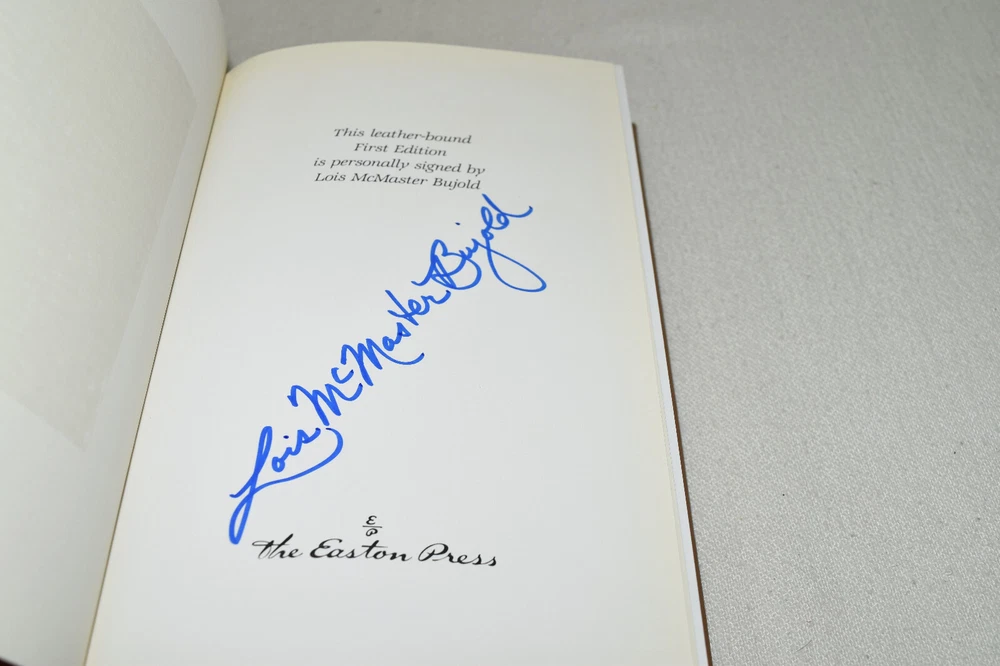 This leather-bound
First Edition
is personally signed by
Lois McMaster Bujold
Lois McMaster Bujold
E
P
the Easton Press